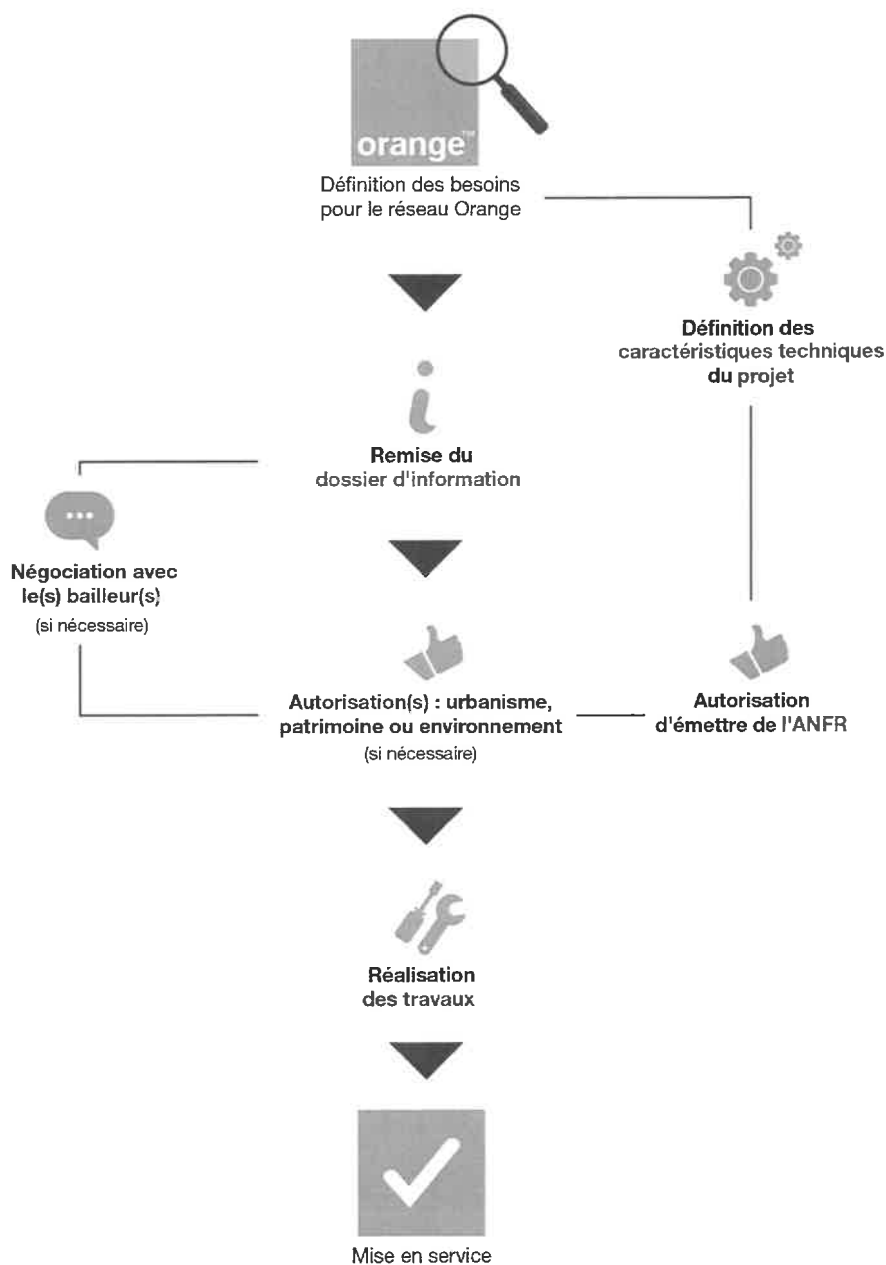 orange™
Définition des besoins
pour le réseau Orange
Définition des
caractéristiques techniques
du projet
Remise du
dossier d'information
Négociation avec
le(s) bailleur(s)
(si nécessaire)
Autorisation(s) : urbanisme,
patrimoine ou environnement
(si nécessaire)
Autorisation
d'émettre de l'ANFR
Réalisation
des travaux
Mise en service